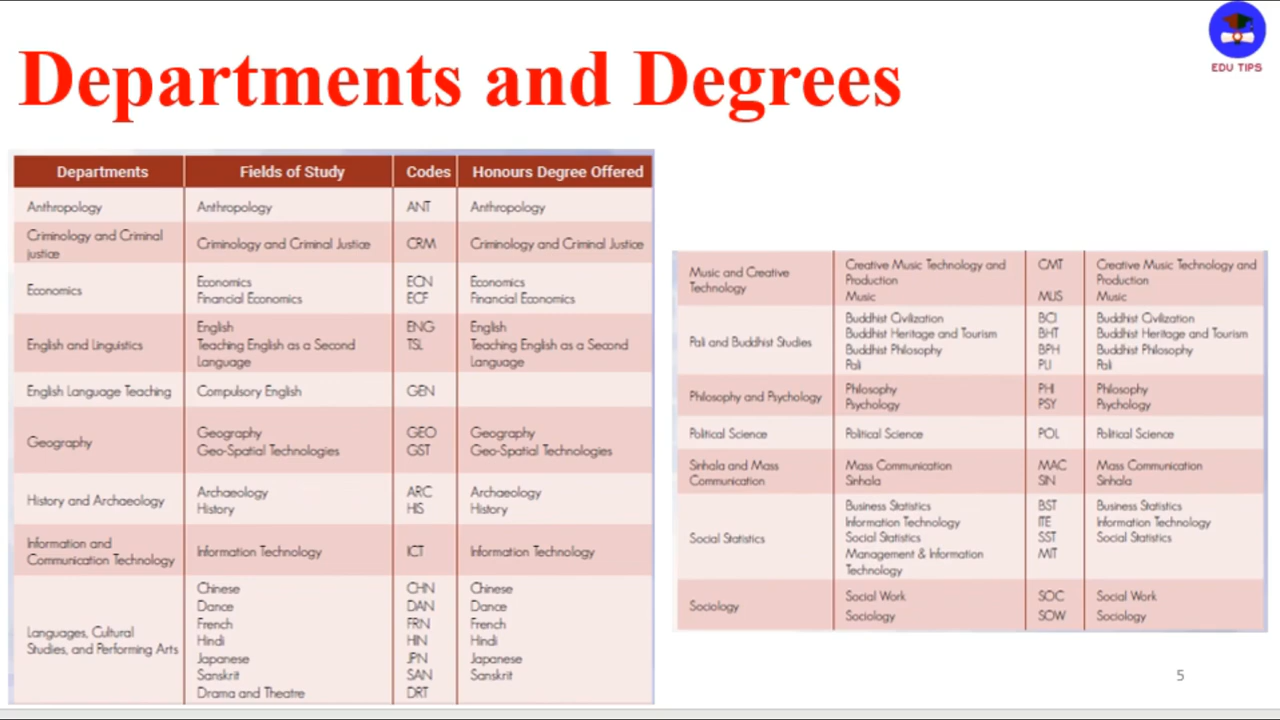 Departments and Degrees
EDU TIPS
Departments Fields of Study Codes Honours Degree Offered
Anthropology Anthropology ANT Anthropology
Criminology and Criminal
justice
Criminology and Criminal Justice CRM Criminology and Criminal Justice
Economics
Economics ECN Economics
Financial Economics ECF Financial Economics
English and Linguistics
English ENG English
Teaching English as a Second TSL Teaching English as a Second
Language Language
English Language Teaching Compulsory English GEN
Geography
Geography GEO Geography
Geo-Spatial Technologies GST Geo-Spatial Technologies
History and Archaeology
Archaeology ARC Archaeology
History HIS History
Information and
Communication Technology
Information Technology ICT Information Technology
Languages, Cultural
Studies, and Performing Arts
Chinese CHN Chinese
Dance DAN Dance
French FRN French
Hindi HIN Hindi
Japanese JPN Japanese
Sanskrit SAN Sanskrit
Drama and Theatre DRT
Music and Creative
Technology
Creative Music Technology and CMT Creative Music Technology and
Production Production
Music MUS Music
Pali and Buddhist Studies
Buddhist Civilization BCI Buddhist Civilization
Buddhist Heritage and Tourism BHT Buddhist Heritage and Tourism
Buddhist Philosophy BPH Buddhist Philosophy
Pali PLI Pali
Philosophy and Psychology
Philosophy PHI Philosophy
Psychology PSY Psychology
Political Science Political Science POL Political Science
Sinhala and Mass
Communication
Mass Communication MAC Mass Communication
Sinhala SIN Sinhala
Social Statistics
Business Statistics BST Business Statistics
Information Technology ITE Information Technology
Social Statistics SST Social Statistics
Management & Information MIT
Technology
Sociology
Social Work SOC Social Work
Sociology SOW Sociology
5